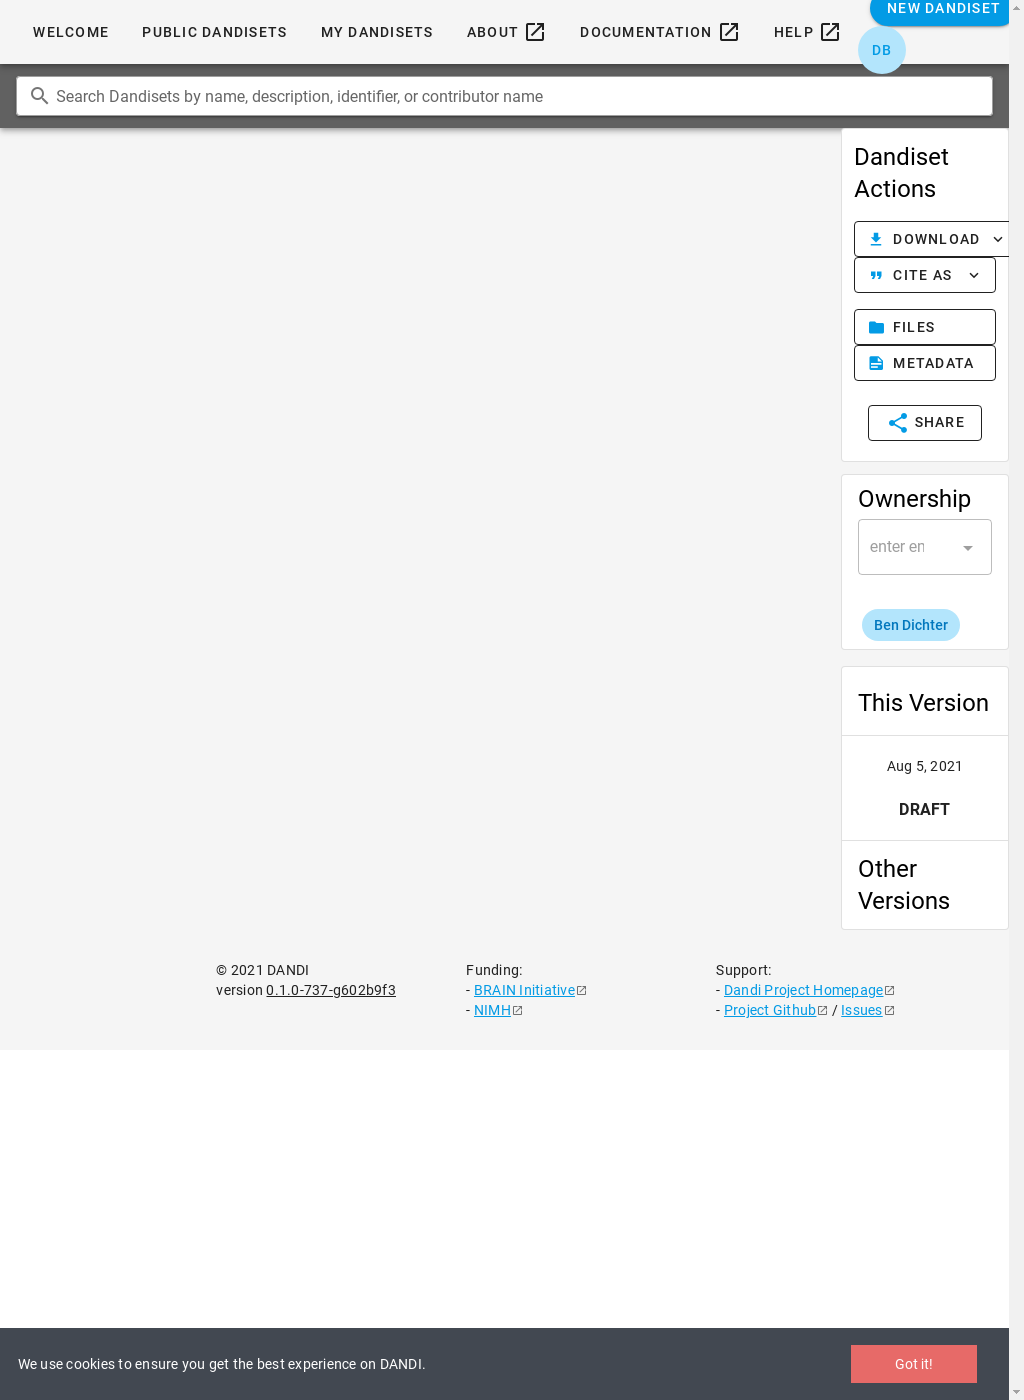 NEW DANDISET
WELCOME PUBLIC DANDISETS MY DANDISETS ABOUT DOCUMENTATION HELP
DB
Search Dandisets by name, description, identifier, or contributor name
Dandiset
Actions
DOWNLOAD
CITE AS
FILES
METADATA
SHARE
Ownership
enter en
Ben Dichter
This Version
Aug 5, 2021
DRAFT
Other
Versions
© 2021 DANDI
version 0.1.0-737-g602b9f3
Funding:
- BRAIN Initiative
- NIMH
Support:
- Dandi Project Homepage
- Project Github / Issues
We use cookies to ensure you get the best experience on DANDI.
Got it!